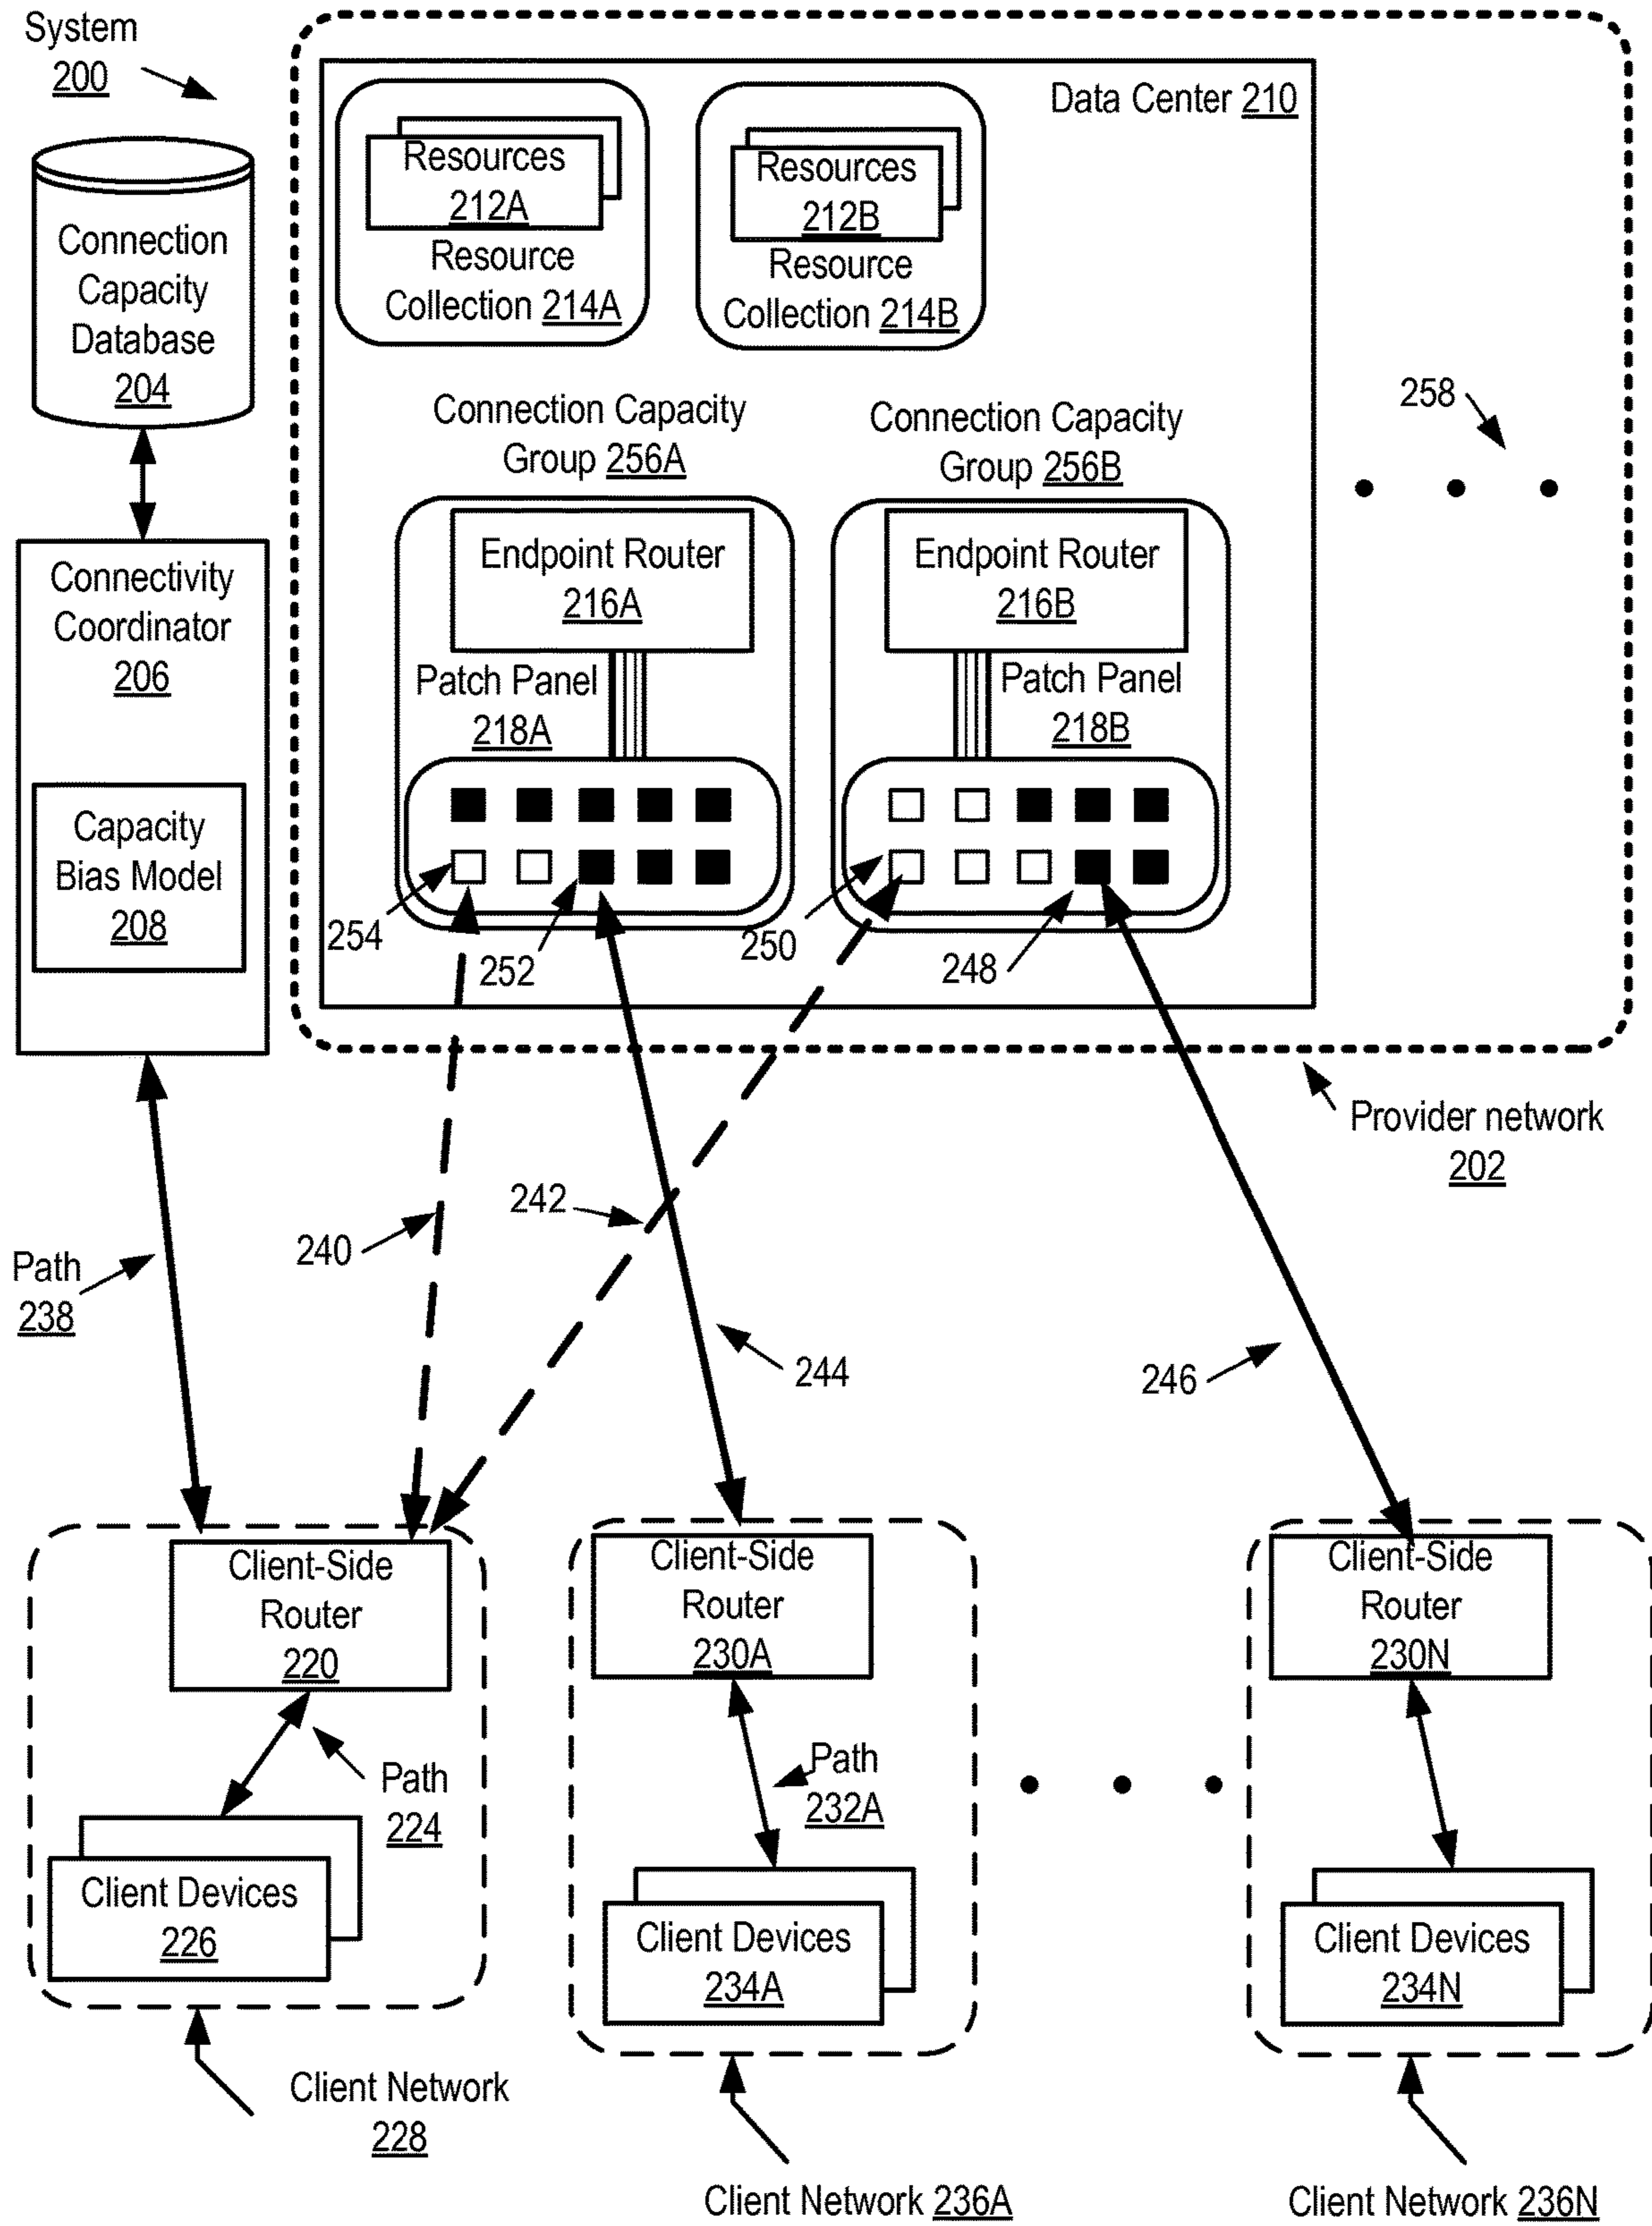 System
200
Data Center 210
Resources
212A
Resource
Collection 214A
Resources
212B
Resource
Collection 214B
Connection
Capacity
Database
204
Connection Capacity
Group 256A
Connection Capacity
Group 256B
258
Connectivity
Coordinator
206
Capacity
Bias Model
208
Endpoint Router
216A
Patch Panel
218A
Endpoint Router
216B
Patch Panel
218B
254
252
250
248
Provider network
202
Path
238
240
242
244
246
Client-Side
Router
220
Path
224
Client Devices
226
Client Network
228
Client-Side
Router
230A
Path
232A
Client Devices
234A
Client Network 236A
Client-Side
Router
230N
Client Devices
234N
Client Network 236N